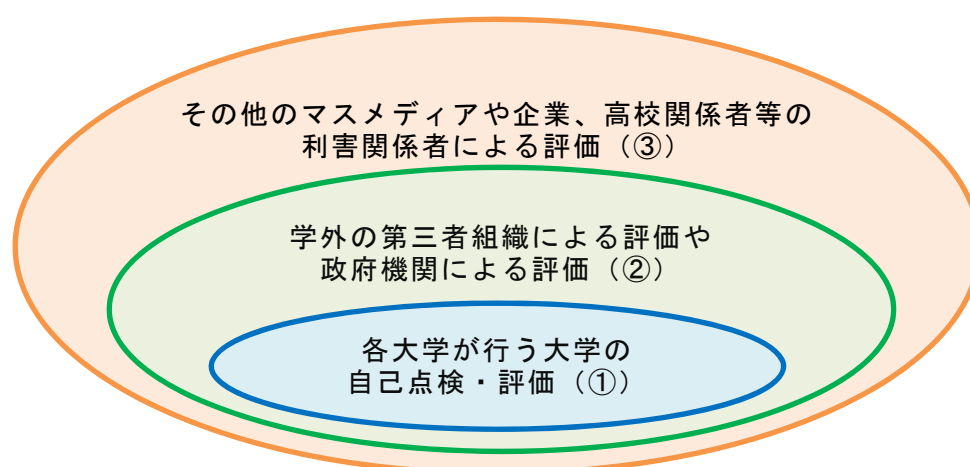 その他のマスメディアや企業、高校関係者等の
利害関係者による評価（③）
学外の第三者組織による評価や
政府機関による評価（②）
各大学が行う大学の
自己点検・評価（①）